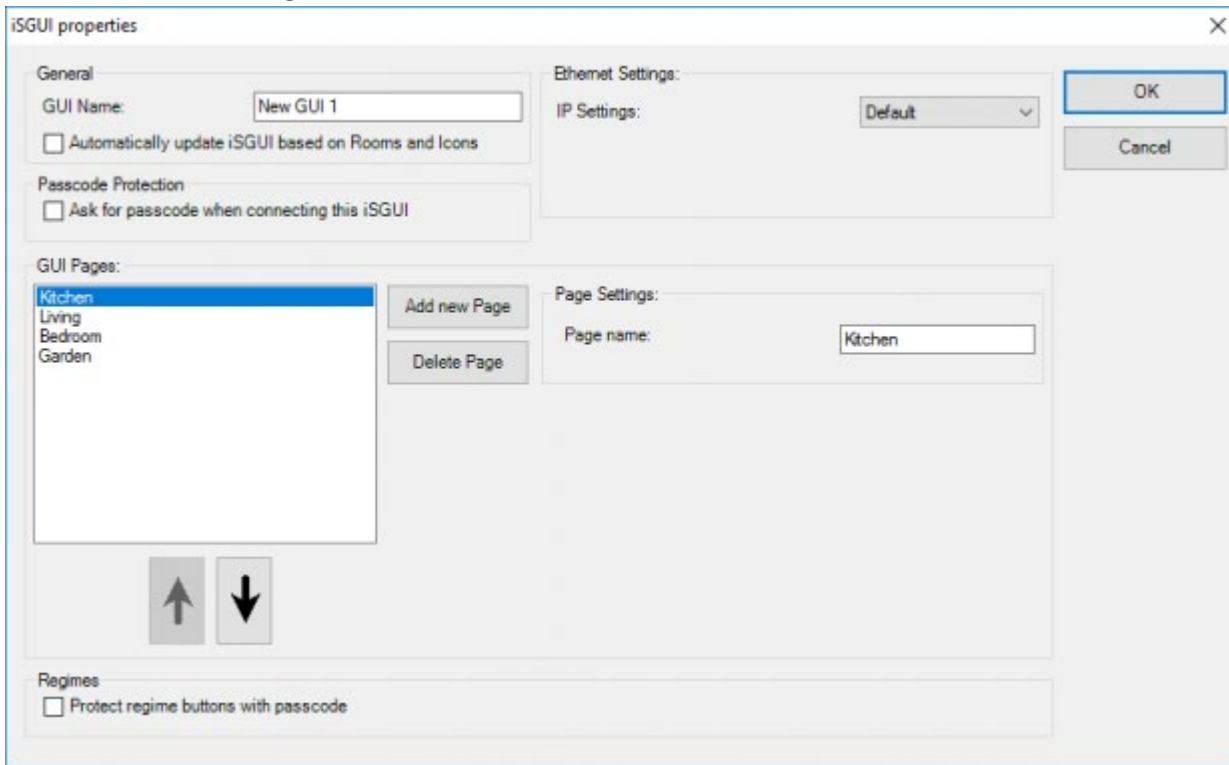 iSGUI properties
General
GUI Name: New GUI 1
Automatically update iSGUI based on Rooms and Icons
Passcode Protection
Ask for passcode when connecting this iSGUI
Ethernet Settings:
IP Settings: Default
OK
Cancel
GUI Pages:
Kitchen
Living
Bedroom
Garden
Add new Page
Delete Page
Page Settings:
Page name: Kitchen
Regimes
Protect regime buttons with passcode